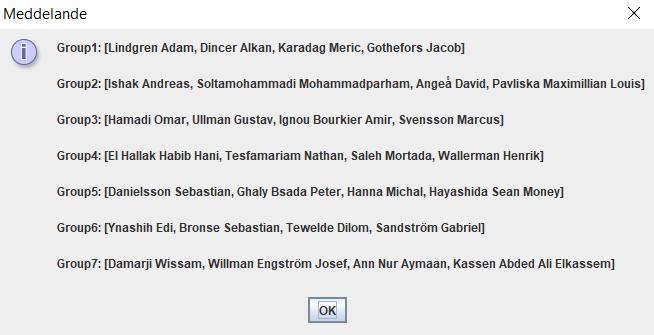 Meddelande
Group1: [Lindgren Adam, Dincer Alkan, Karadag Meric, Gothefors Jacob]
Group2: [Ishak Andreas, Soltamohammadi Mohammadparham, Angeå David, Pavliska Maximillian Louis]
Group3: [Hamadi Omar, Ullman Gustav, Ignou Bourkier Amir, Svensson Marcus]
Group4: [El Hallak Habib Hani, Tesfamariam Nathan, Saleh Mortada, Wallerman Henrik]
Group5: [Danielsson Sebastian, Ghaly Bsada Peter, Hanna Michal, Hayashida Sean Money]
Group6: [Ynashih Edi, Bronse Sebastian, Tewelde Dilom, Sandström Gabriel]
Group7: [Damarji Wissam, Willman Engström Josef, Ann Nur Aymaan, Kassen Abded Ali Elkassem]
OK